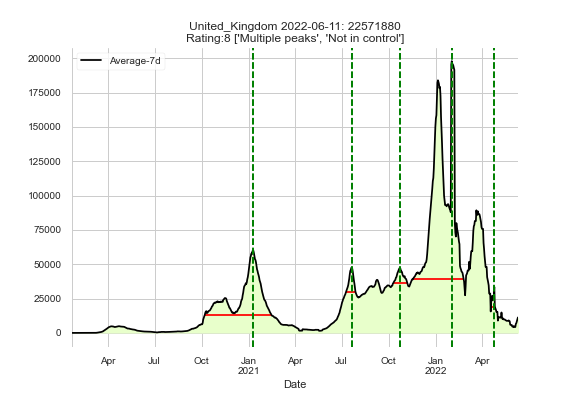 United_Kingdom 2022-06-11: 22571880
Rating:8 ['Multiple peaks', 'Not in control']
Average-7d
200000
175000
150000
125000
100000
75000
50000
25000
0
Apr Jul Oct Jan Apr Jul Oct Jan Apr
2021 2022
Date